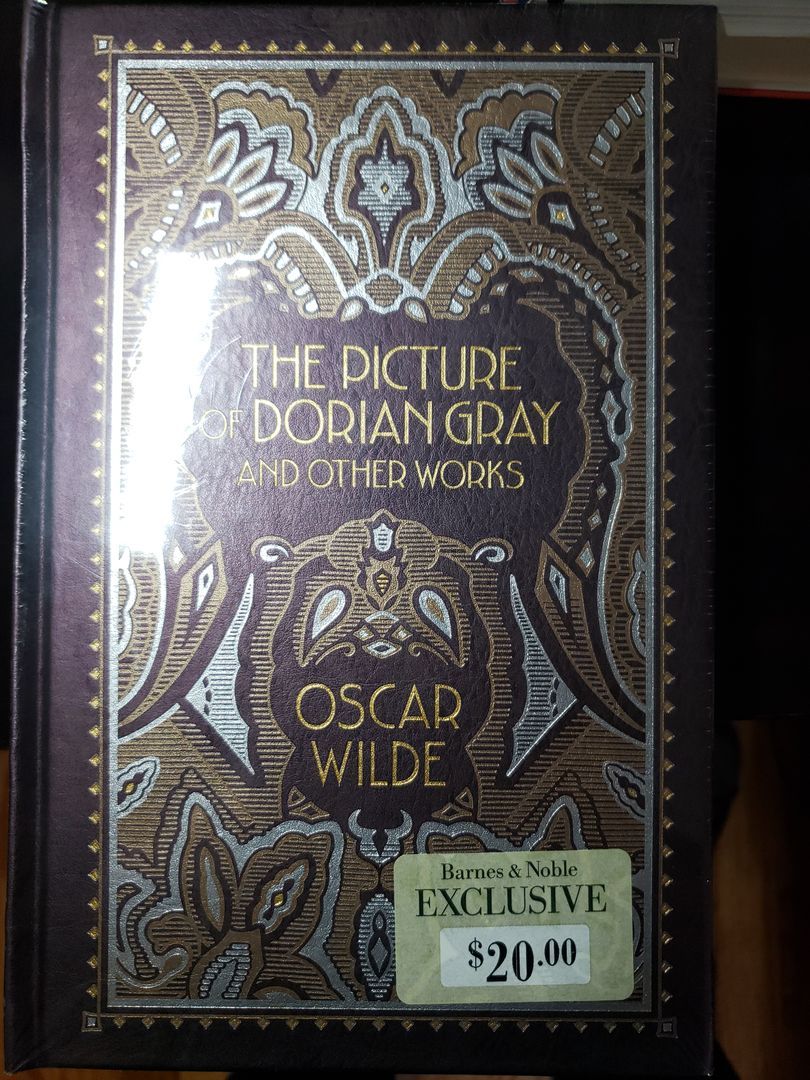 THE PICTURE
OF DORIAN GRAY
AND OTHER WORKS
OSCAR
WILDE
Barnes & Noble
EXCLUSIVE
$20.00